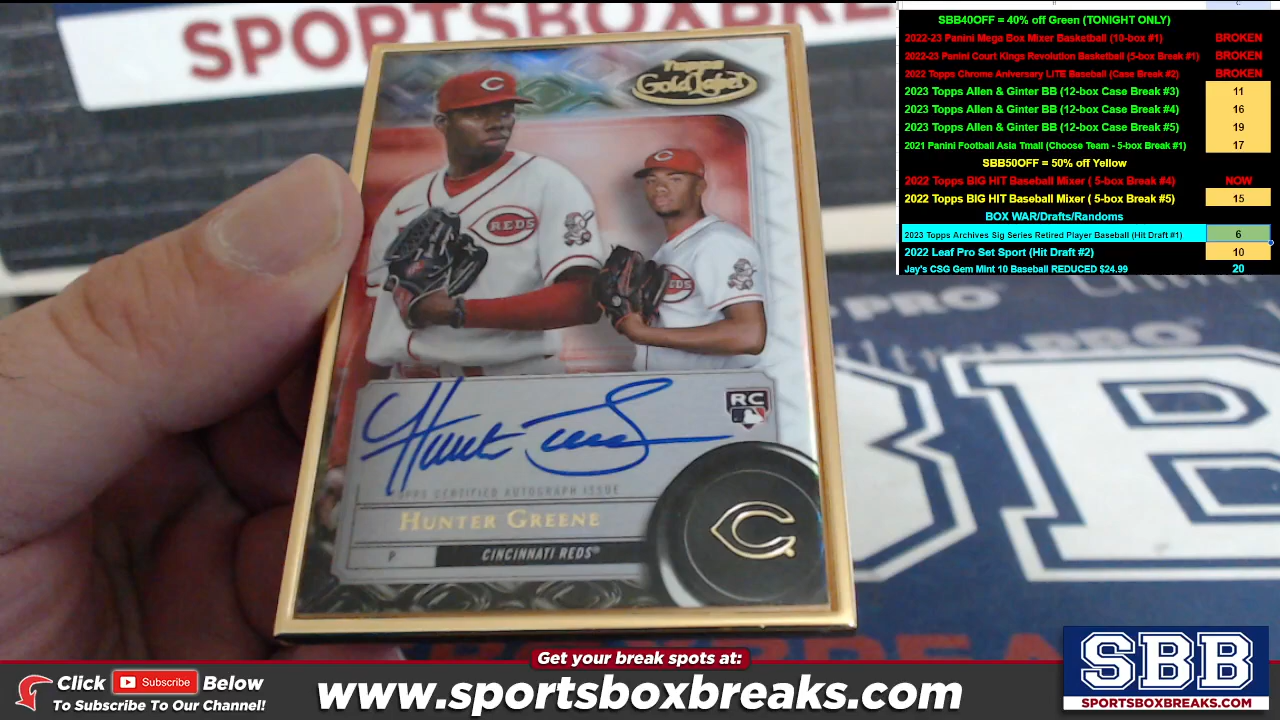 SPORTSBOXBREAKS
SBB40OFF = 40% off Green (TONIGHT ONLY)
2022-23 Panini Mega Box Mixer Basketball (10-box #1) BROKEN
2022-23 Panini Court Kings Revolution Basketball (5-box Break #1) BROKEN
2022 Topps Chrome Aniversary LITE Baseball (Case Break #2) BROKEN
2023 Topps Allen & Ginter BB (12-box Case Break #3) 11
2023 Topps Allen & Ginter BB (12-box Case Break #4) 16
2023 Topps Allen & Ginter BB (12-box Case Break #5) 19
2021 Panini Football Asia Tmall (Choose Team - 5-box Break #1) 17
SBB50OFF = 50% off Yellow
2022 Topps BIG HIT Baseball Mixer ( 5-box Break #4) NOW
2022 Topps BIG HIT Baseball Mixer ( 5-box Break #5) 15
BOX WAR/Drafts/Randoms
2023 Topps Archives Sig Series Retired Player Baseball (Hit Draft #1) 6
2022 Leaf Pro Set Sport (Hit Draft #2) 10
Jay's CSG Gem Mint 10 Baseball REDUCED $24.99 20
Topps
Gold Label
REDS
REDS
RC
TOPPS CERTIFIED AUTOGRAPH ISSUE
HUNTER GREENE
P CINCINNATI REDS®
PRO
Get your break spots at:
Click Subscribe Below
To Subscribe To Our Channel!
www.sportsboxbreaks.com
SBB
SPORTSBOXBREAKS.COM